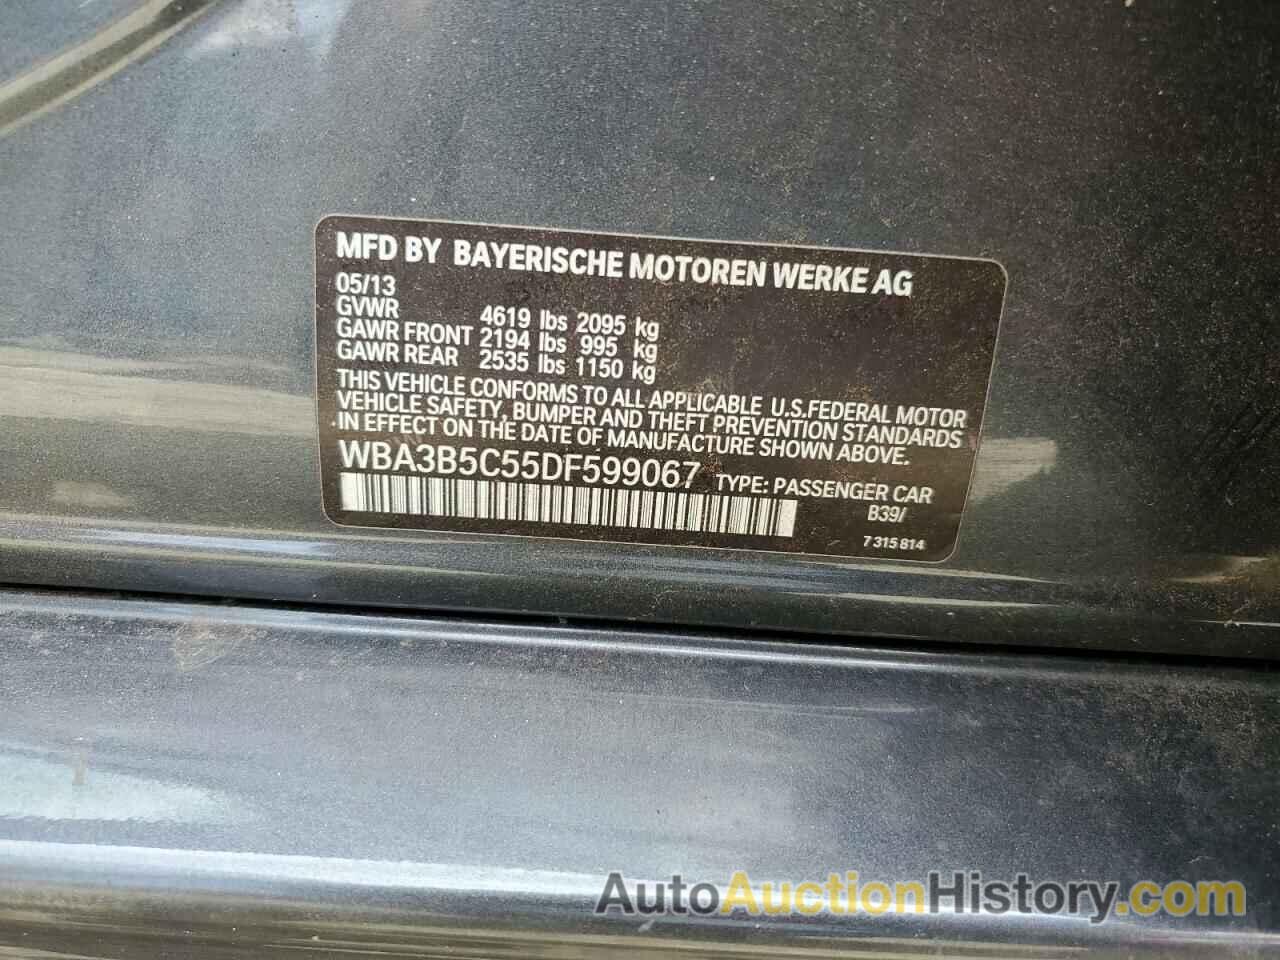 MFD BY BAYERISCHE MOTOREN WERKE AG
05/13
GVWR 4619 lbs 2095 kg
GAWR FRONT 2194 lbs 995 kg
GAWR REAR 2535 lbs 1150 kg
THIS VEHICLE CONFORMS TO ALL APPLICABLE U.S.FEDERAL MOTOR
VEHICLE SAFETY, BUMPER AND THEFT PREVENTION STANDARDS
IN EFFECT ON THE DATE OF MANUFACTURE SHOWN ABOVE.
WBA3B5C55DF599067 TYPE: PASSENGER CAR
B39/
7 315 814
AutoAuctionHistory.com